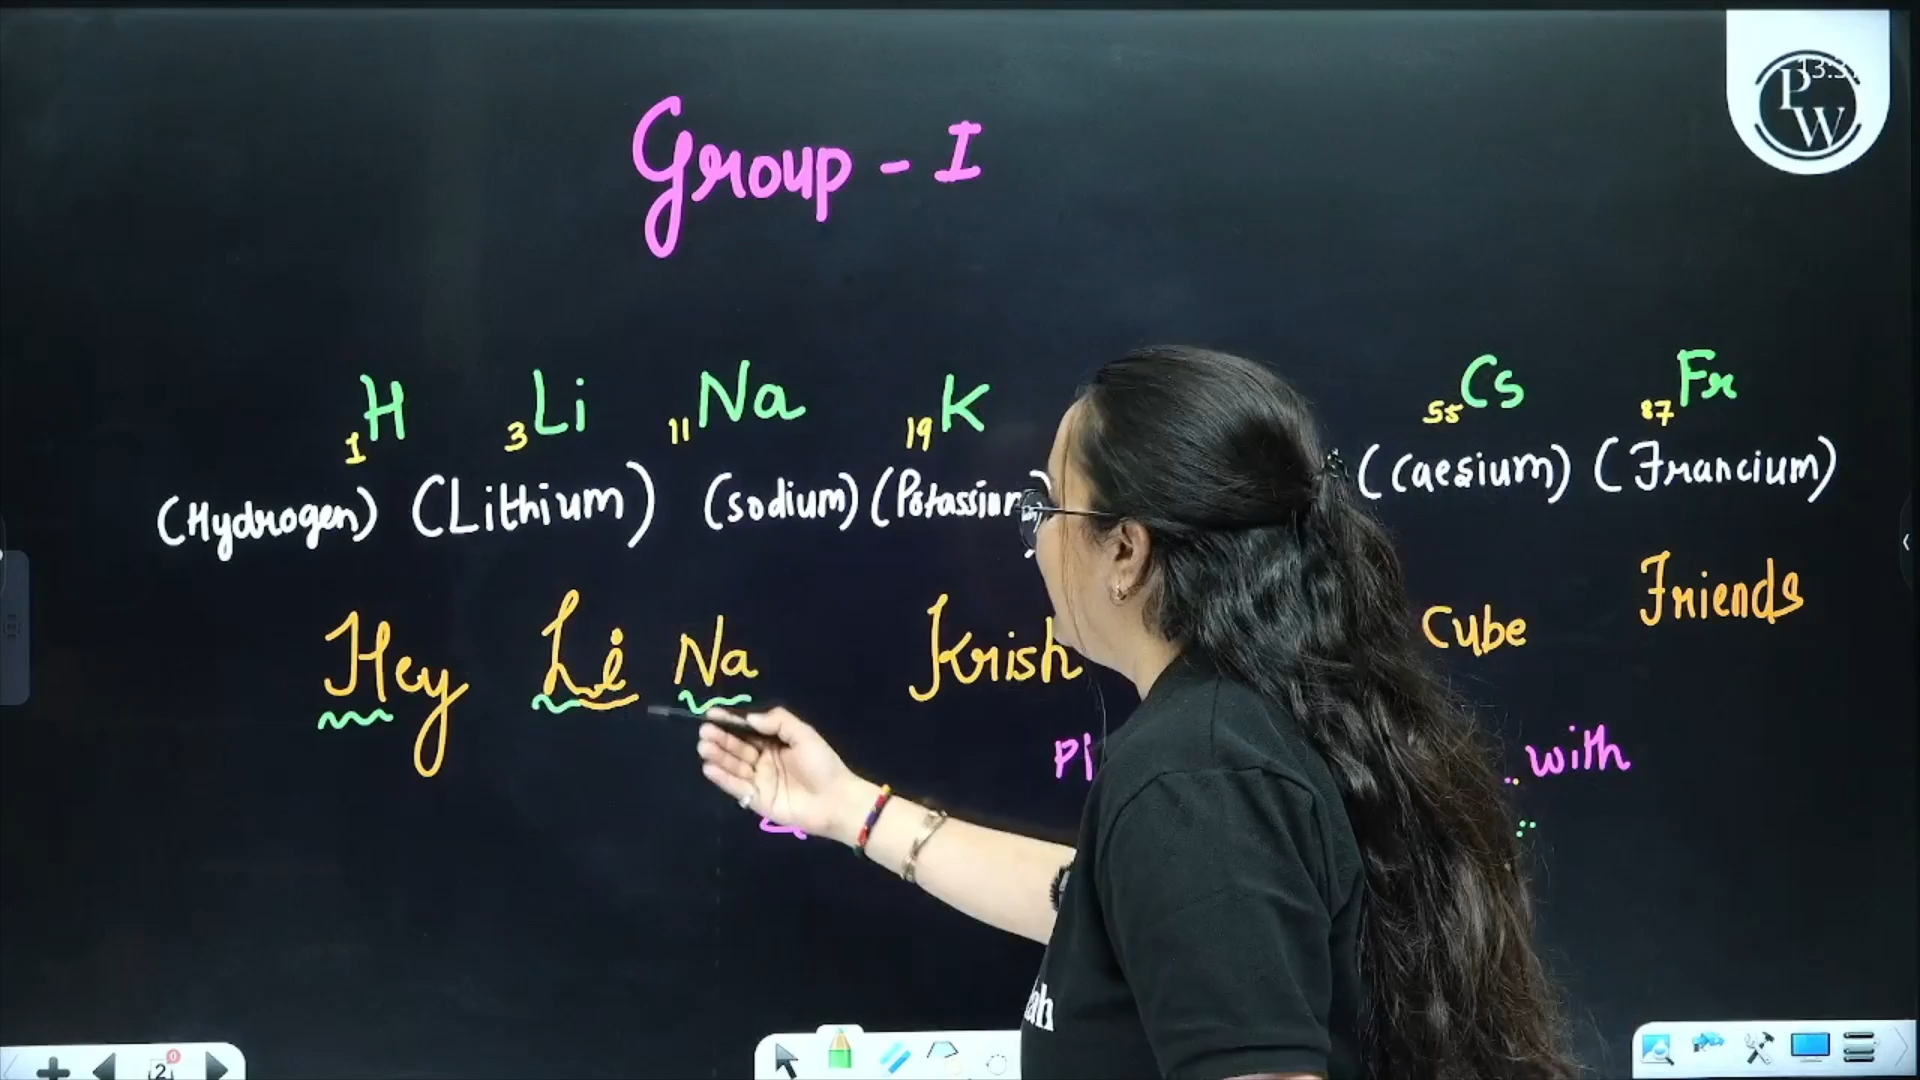 PW
Group - I
1H 3Li 11Na 19K 55Cs 87Fr
(Hydrogen) (Lithium) (sodium) (Potassium) (Caesium) (Francium)
Hey Li Na Krish Cube Friends
with